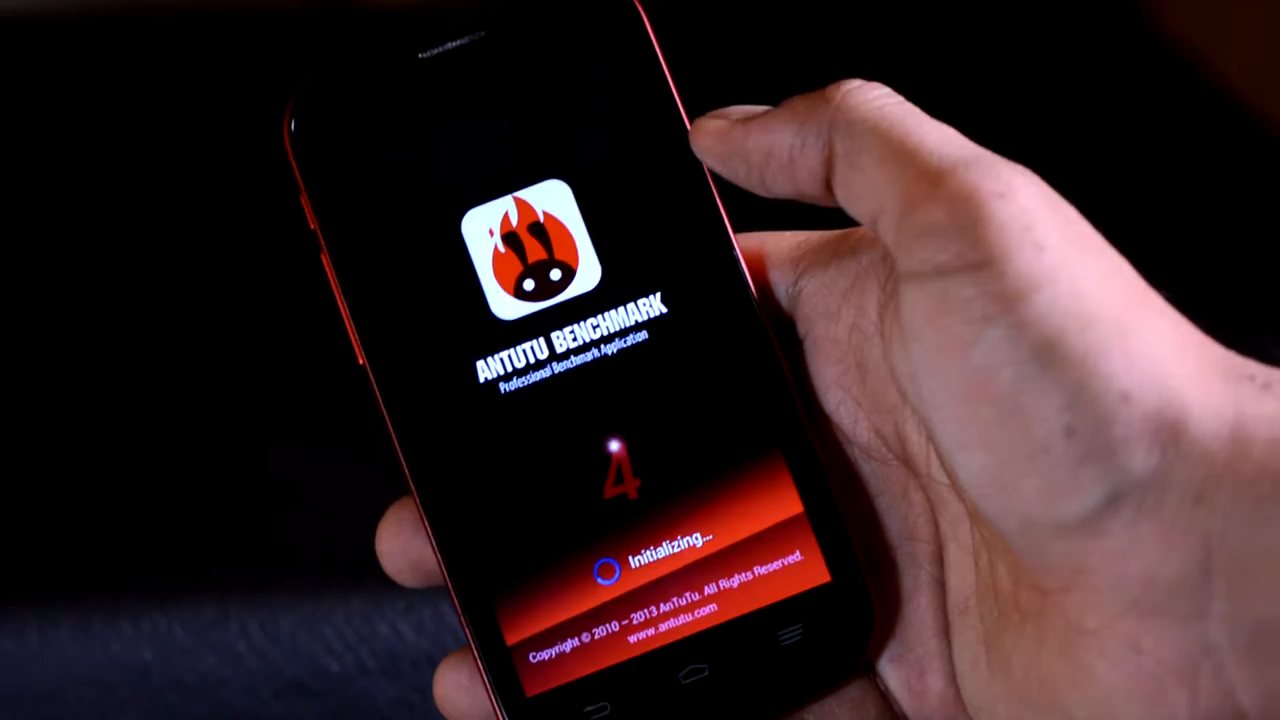 ANTUTU BENCHMARK
Professional Benchmark Application
4
Initializing...
Copyright © 2010 – 2013 AnTuTu. All Rights Reserved.
www.antutu.com